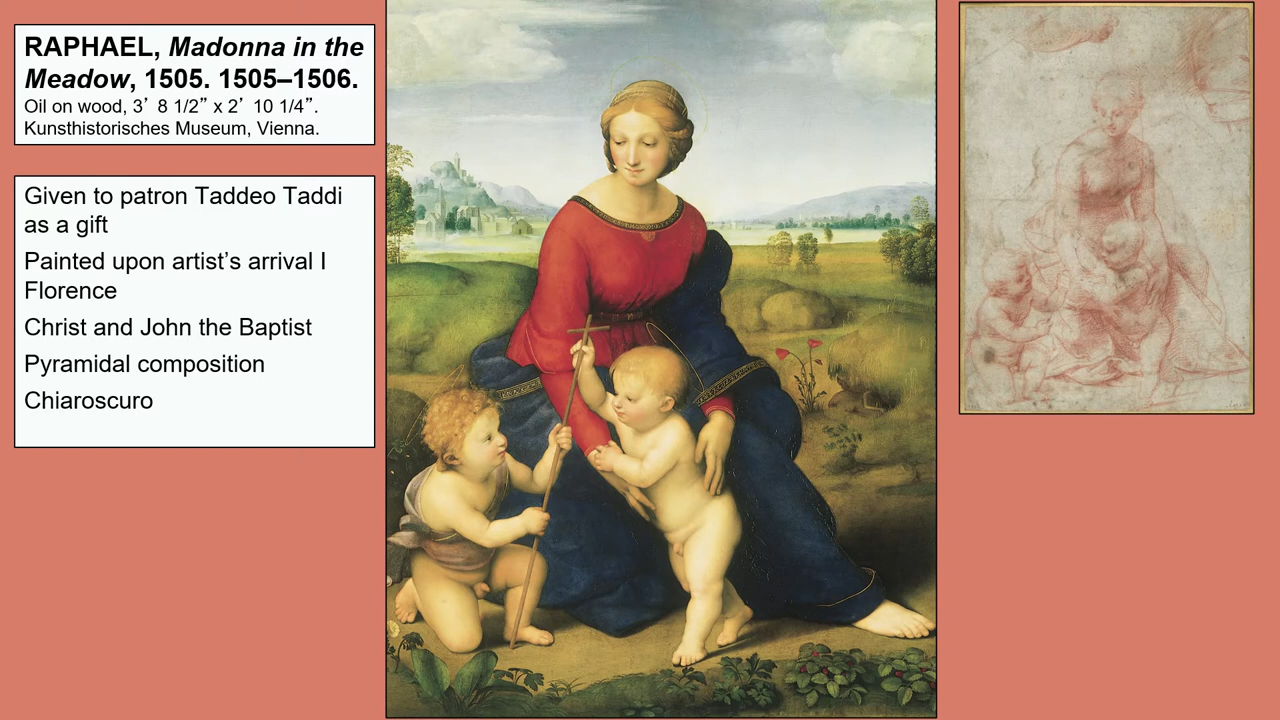 RAPHAEL, Madonna in the
Meadow, 1505. 1505–1506.
Oil on wood, 3’ 8 1/2” x 2’ 10 1/4”.
Kunsthistorisches Museum, Vienna.
Given to patron Taddeo Taddi
as a gift
Painted upon artist’s arrival I
Florence
Christ and John the Baptist
Pyramidal composition
Chiaroscuro